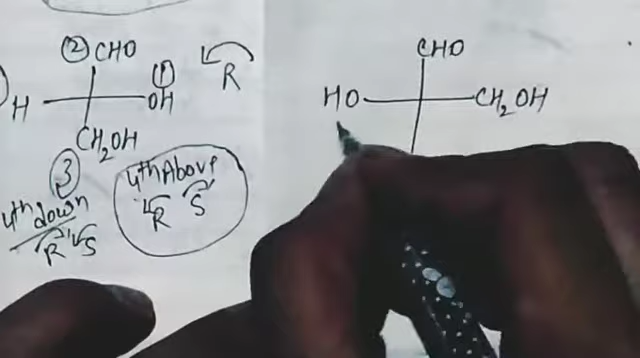 ② CHO
①
H OH
R
CH₂OH
③
4th Above
R S
4th down
R S
CHO
HO CH₂OH